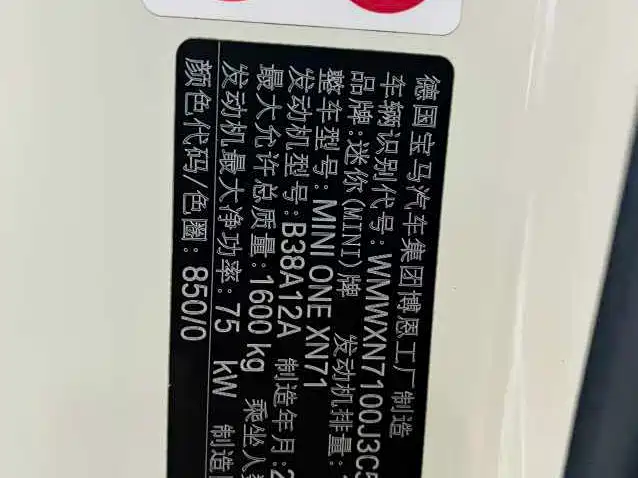 德国宝马汽车集团博恩工厂制造
车辆识别代号:WMWXN7100J3C5
品牌:迷你(MINI)牌 发动机排量:
整车型号:MINI ONE XN71
发动机型号:B38A12A 制造年月:2
最大允许总质量:1600 kg 乘坐人数
发动机最大净功率:75 kW 制造
颜色代码/色圈:850/0